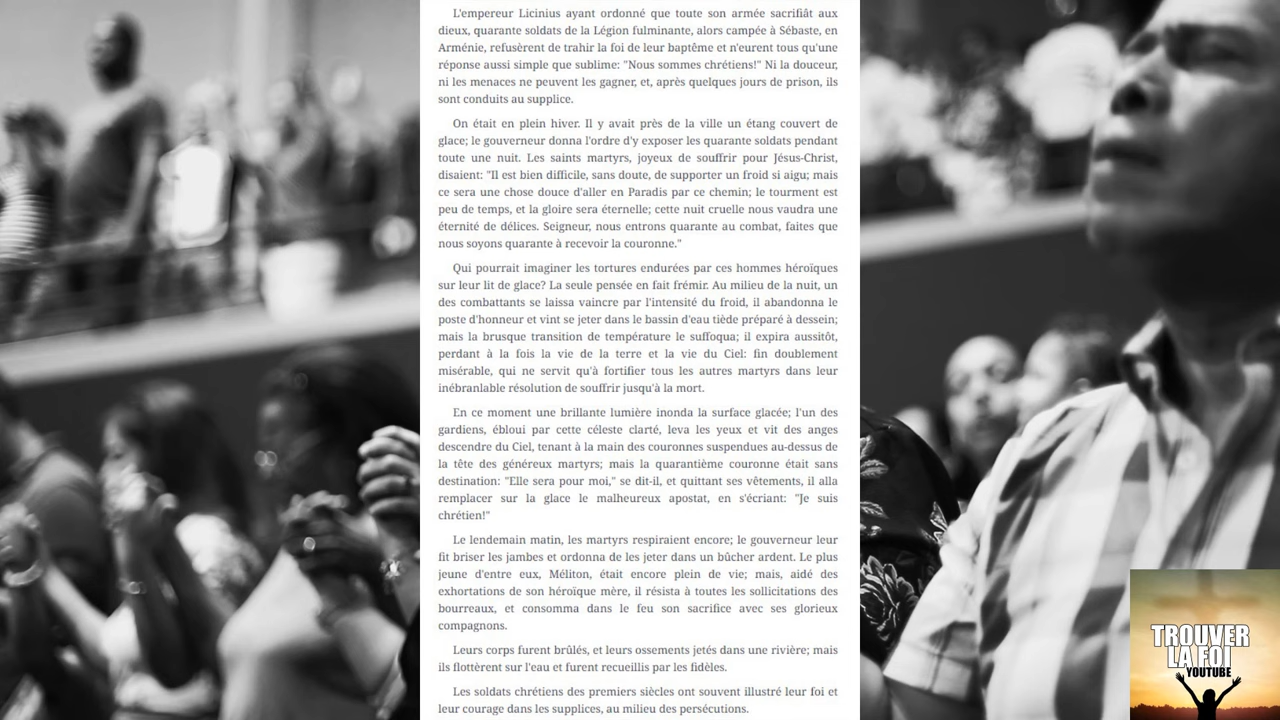 L'empereur Licinius ayant ordonné que toute son armée sacrifiât aux
dieux, quarante soldats de la Légion fulminante, alors campée à Sébaste, en
Arménie, refusèrent de trahir la foi de leur baptême et n'eurent tous qu'une
réponse aussi simple que sublime: "Nous sommes chrétiens!" Ni la douceur,
ni les menaces ne peuvent les gagner, et, après quelques jours de prison, ils
sont conduits au supplice.
On était en plein hiver. Il y avait près de la ville un étang couvert de
glace; le gouverneur donna l'ordre d'y exposer les quarante soldats pendant
toute une nuit. Les saints martyrs, joyeux de souffrir pour Jésus-Christ,
disaient: "Il est bien difficile, sans doute, de supporter un froid si aigu; mais
ce sera une chose douce d'aller en Paradis par ce chemin; le tourment est
peu de temps, et la gloire sera éternelle; cette nuit cruelle nous vaudra une
éternité de délices. Seigneur, nous entrons quarante au combat, faites que
nous soyons quarante à recevoir la couronne."
Qui pourrait imaginer les tortures endurées par ces hommes héroïques
sur leur lit de glace? La seule pensée en fait frémir. Au milieu de la nuit, un
des combattants se laissa vaincre par l'intensité du froid, il abandonna le
poste d'honneur et vint se jeter dans le bassin d'eau tiède préparé à dessein;
mais la brusque transition de température le suffoqua; il expira aussitôt,
perdant à la fois la vie de la terre et la vie du Ciel: fin doublement
misérable, qui ne servit qu'à fortifier tous les autres martyrs dans leur
inébranlable résolution de souffrir jusqu'à la mort.
En ce moment une brillante lumière inonda la surface glacée; l'un des
gardiens, ébloui par cette céleste clarté, leva les yeux et vit des anges
descendre du Ciel, tenant à la main des couronnes suspendues au-dessus de
la tête des généreux martyrs; mais la quarantième couronne était sans
destination: "Elle sera pour moi," se dit-il, et quittant ses vêtements, il alla
remplacer sur la glace le malheureux apostat, en s'écriant: "Je suis
chrétien!"
Le lendemain matin, les martyrs respiraient encore; le gouverneur leur
fit briser les jambes et ordonna de les jeter dans un bûcher ardent. Le plus
jeune d'entre eux, Méliton, était encore plein de vie; mais, aidé des
exhortations de son héroïque mère, il résista à toutes les sollicitations des
bourreaux, et consomma dans le feu son sacrifice avec ses glorieux
compagnons.
Leurs corps furent brûlés, et leurs ossements jetés dans une rivière; mais
ils flottèrent sur l'eau et furent recueillis par les fidèles.
Les soldats chrétiens des premiers siècles ont souvent illustré leur foi et
leur courage dans les supplices, au milieu des persécutions.
TROUVER
LA FOI
YOUTUBE